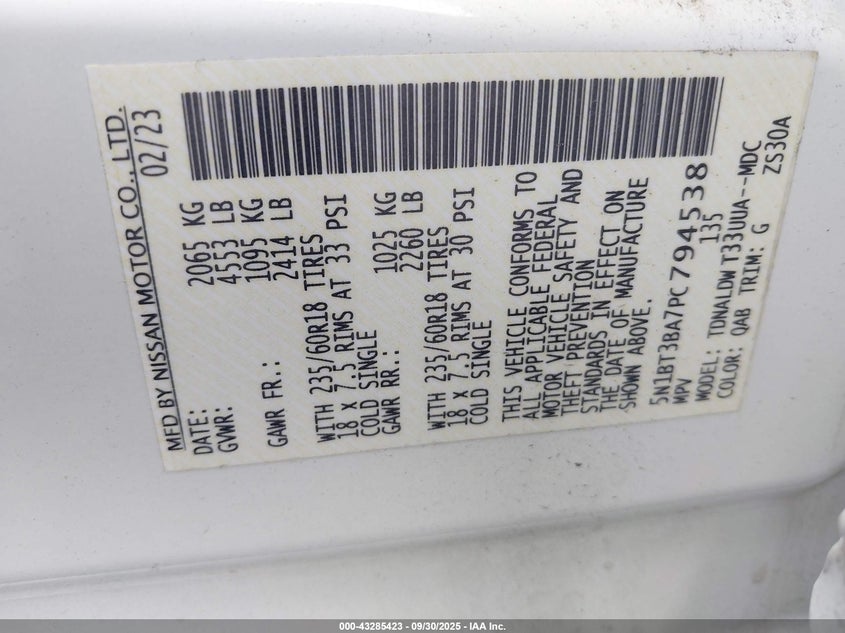 MFD BY NISSAN MOTOR CO., LTD.
DATE: 02/23
GVWR: 2065 KG
4553 LB
GAWR FR.: 1095 KG
2414 LB
WITH 235/60R18 TIRES
18 X 7.5 RIMS AT 33 PSI
COLD SINGLE
GAWR RR.: 1025 KG
2260 LB
WITH 235/60R18 TIRES
18 X 7.5 RIMS AT 30 PSI
COLD SINGLE
THIS VEHICLE CONFORMS TO
ALL APPLICABLE FEDERAL
MOTOR VEHICLE SAFETY AND
THEFT PREVENTION
STANDARDS IN EFFECT ON
THE DATE OF MANUFACTURE
SHOWN ABOVE.
5N1BT3BA7PC794538
MPV 135
MODEL: TDNALDW T33UUA--MDC
COLOR: QAB TRIM: G ZS30A
000-43285423 - 09/30/2025 - IAA Inc.